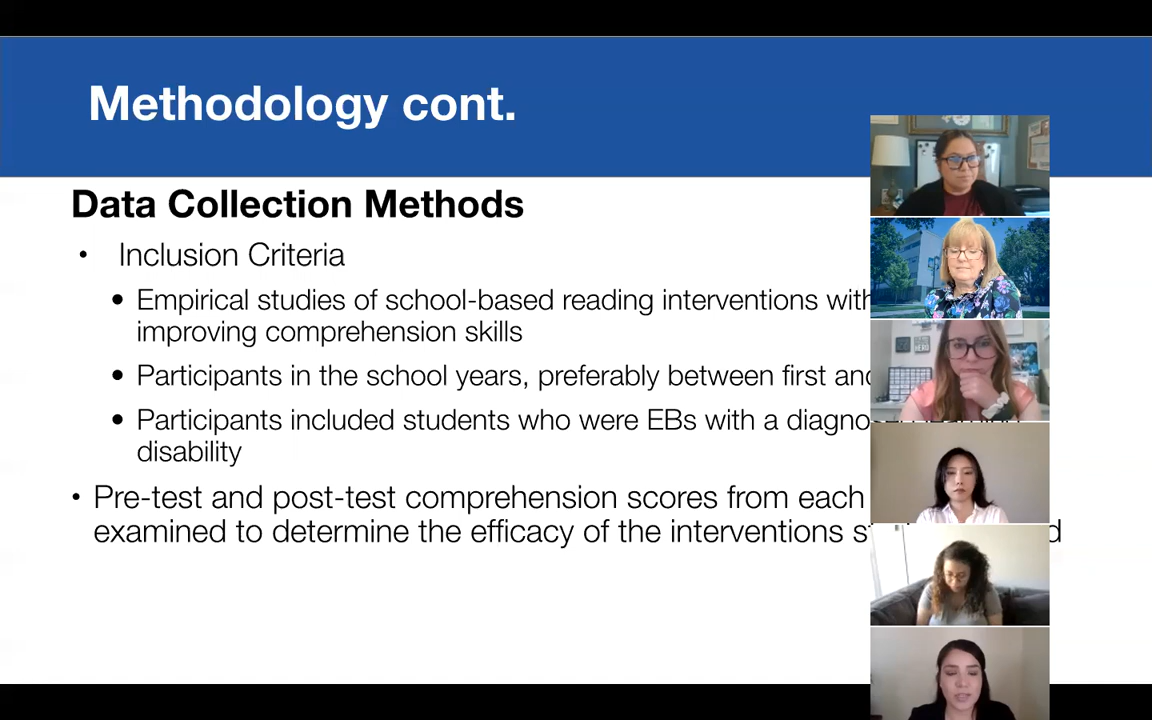 Methodology cont.
Data Collection Methods
• Inclusion Criteria
• Empirical studies of school-based reading interventions with
improving comprehension skills
• Participants in the school years, preferably between first and
• Participants included students who were EBs with a
disability
• Pre-test and post-test comprehension scores from each
examined to determine the efficacy of the interventions